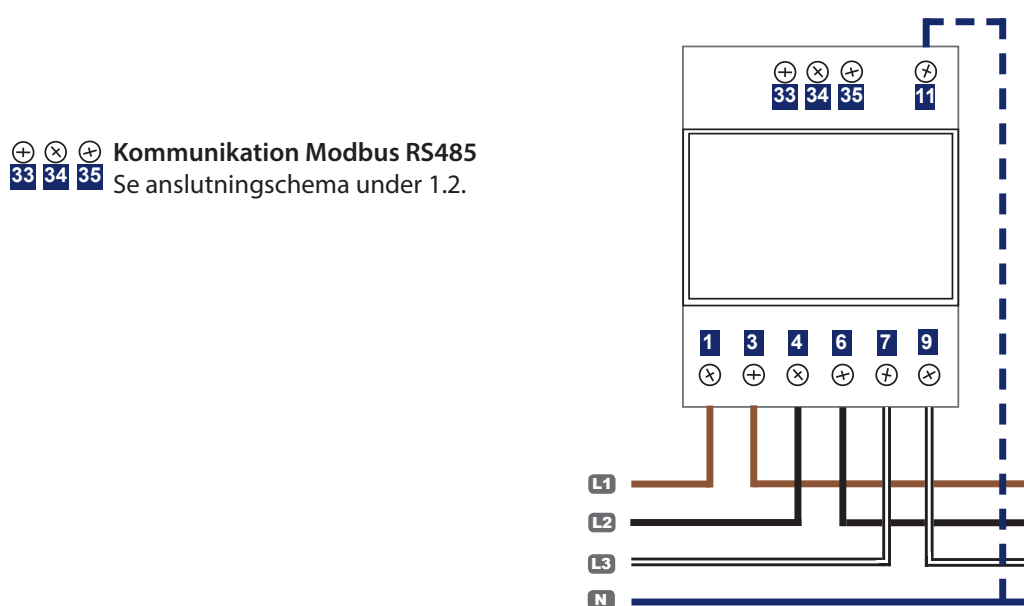 33 34 35 11
33 34 35 Kommunikation Modbus RS485
Se anslutningschema under 1.2.
1 3 4 6 7 9
L1
L2
L3
N